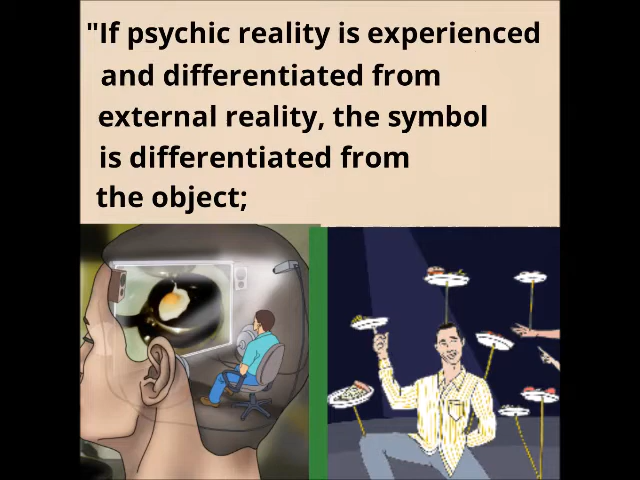 "If psychic reality is experienced
and differentiated from
external reality, the symbol
is differentiated from
the object;